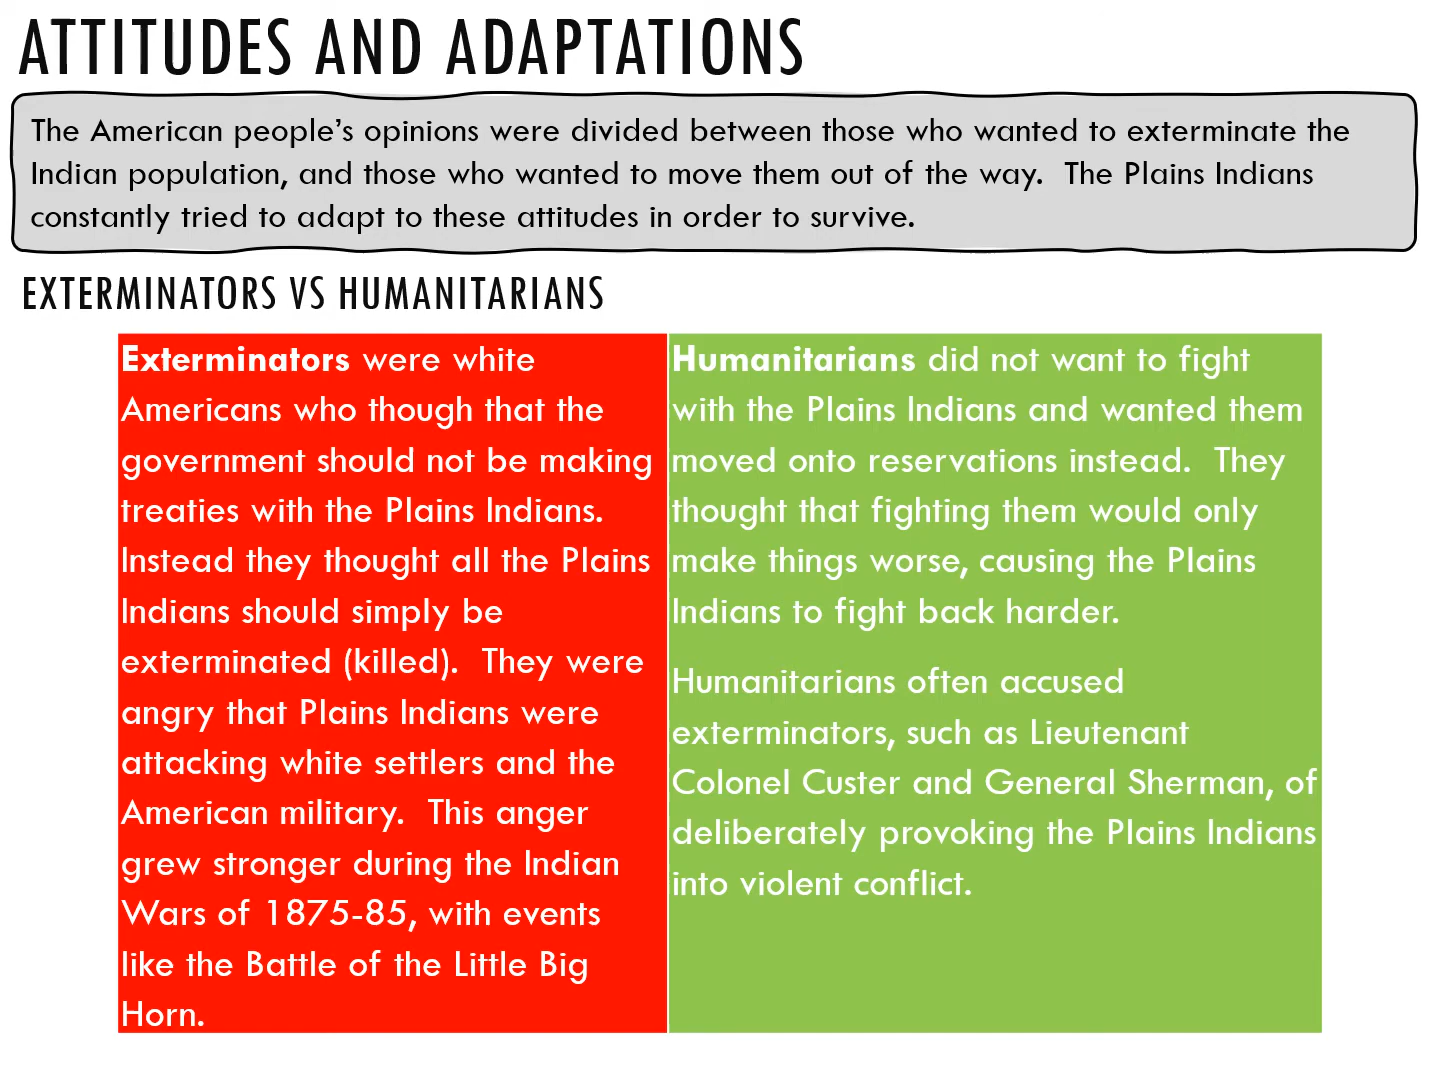 ATTITUDES AND ADAPTATIONS
The American people's opinions were divided between those who wanted to exterminate the
Indian population, and those who wanted to move them out of the way.  The Plains Indians
constantly tried to adapt to these attitudes in order to survive.
EXTERMINATORS VS HUMANITARIANS
Exterminators were white
Americans who though that the
government should not be making
treaties with the Plains Indians.
Instead they thought all the Plains
Indians should simply be
exterminated (killed).  They were
angry that Plains Indians were
attacking white settlers and the
American military.  This anger
grew stronger during the Indian
Wars of 1875-85, with events
like the Battle of the Little Big
Horn.
Humanitarians did not want to fight
with the Plains Indians and wanted them
moved onto reservations instead.  They
thought that fighting them would only
make things worse, causing the Plains
Indians to fight back harder.
Humanitarians often accused
exterminators, such as Lieutenant
Colonel Custer and General Sherman, of
deliberately provoking the Plains Indians
into violent conflict.